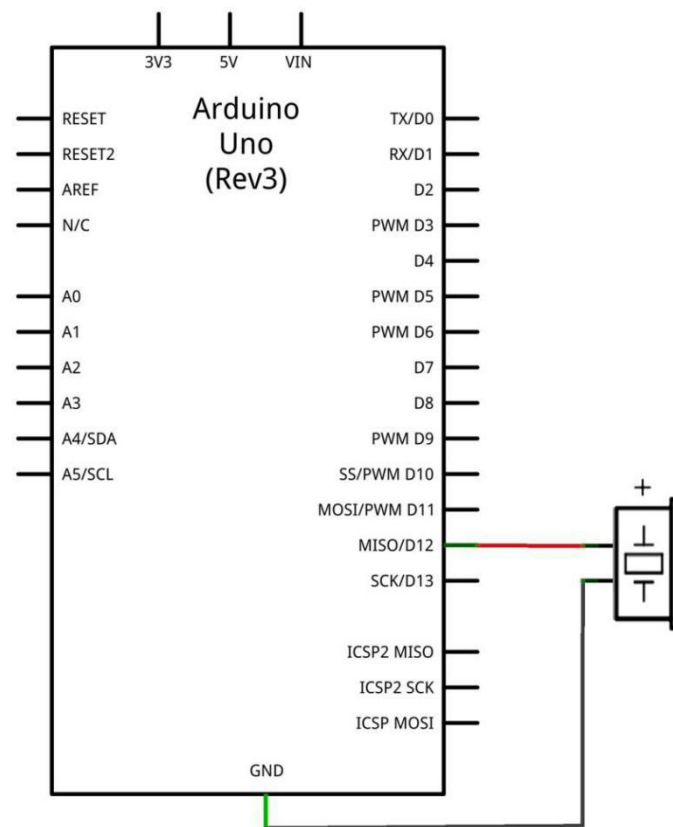 3V3 5V VIN
Arduino
Uno
(Rev3)
RESET
RESET2
AREF
N/C
A0
A1
A2
A3
A4/SDA
A5/SCL
TX/D0
RX/D1
D2
PWM D3
D4
PWM D5
PWM D6
D7
D8
PWM D9
SS/PWM D10
MOSI/PWM D11
MISO/D12
SCK/D13
ICSP2 MISO
ICSP2 SCK
ICSP MOSI
GND
+